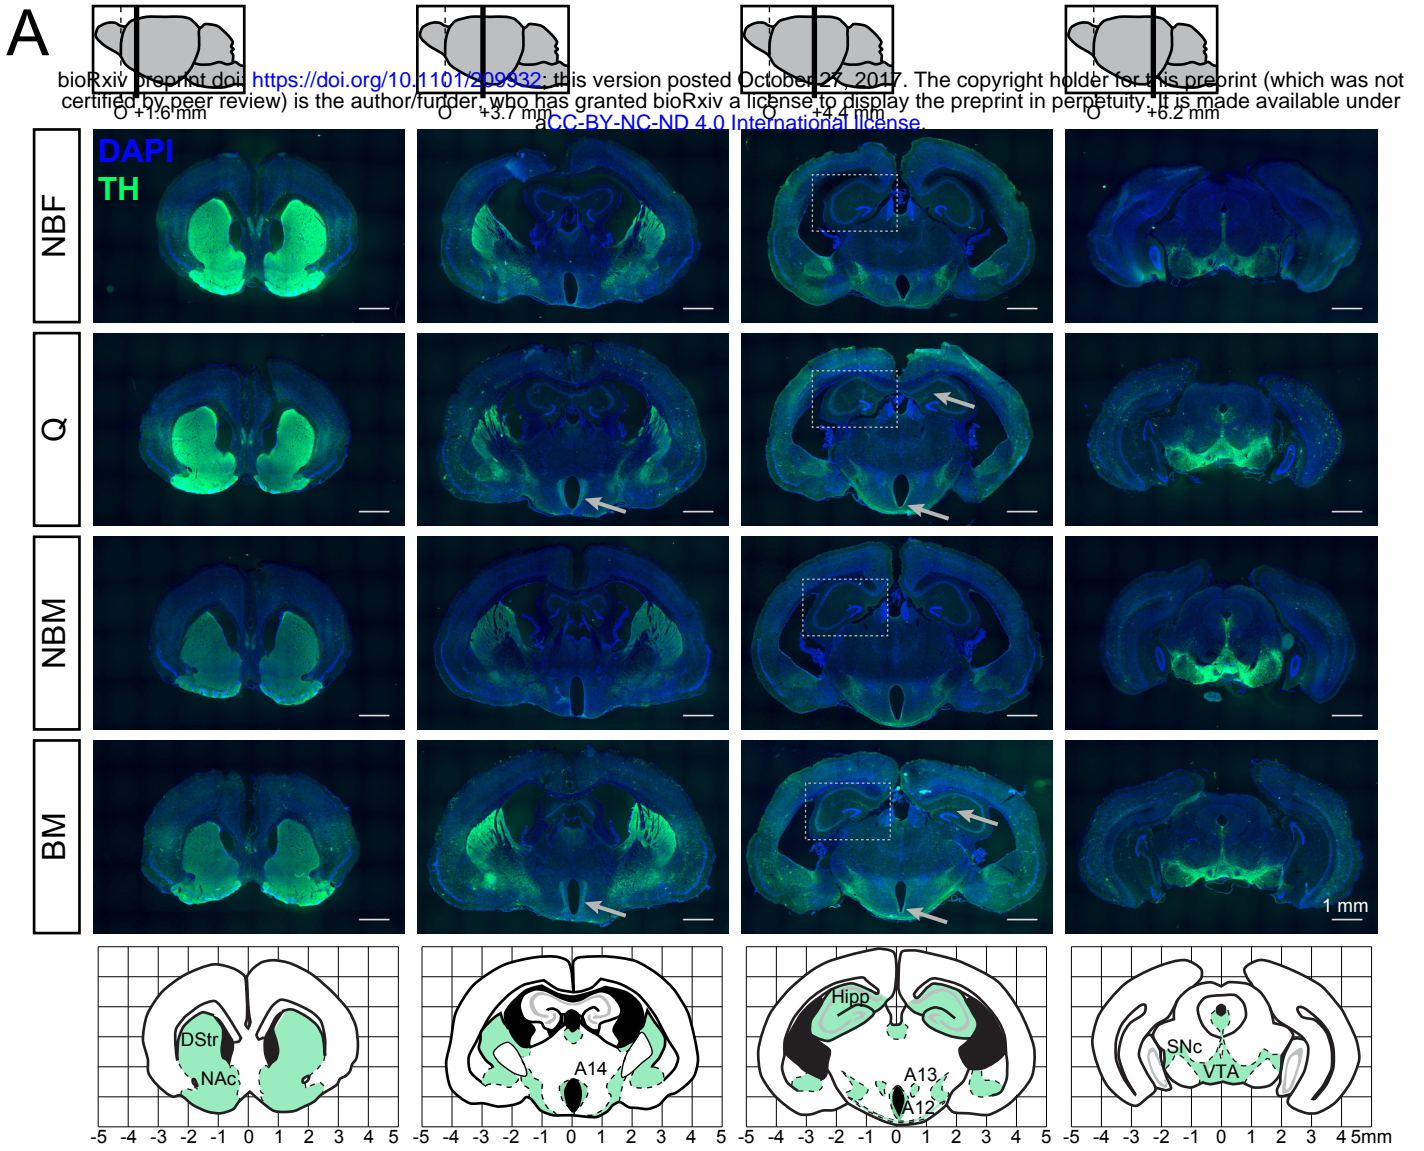 A
bioRxiv preprint doi: https://doi.org/10.1101/209932; this version posted October 27, 2017. The copyright holder for this preprint (which was not
certified by peer review) is the author/funder, who has granted bioRxiv a license to display the preprint in perpetuity. It is made available under
aCC-BY-NC-ND 4.0 International license.
O +1.6 mm
O +3.7 mm
O +4.4 mm
O +6.2 mm
DAPI
TH
NBF
Q
NBM
BM
1 mm
DStr
NAc
A14
Hipp
A13
A12
SNc
VTA
-5 -4 -3 -2 -1 0 1 2 3 4 5
-5 -4 -3 -2 -1 0 1 2 3 4 5
-5 -4 -3 -2 -1 0 1 2 3 4 5
-5 -4 -3 -2 -1 0 1 2 3 4 5mm